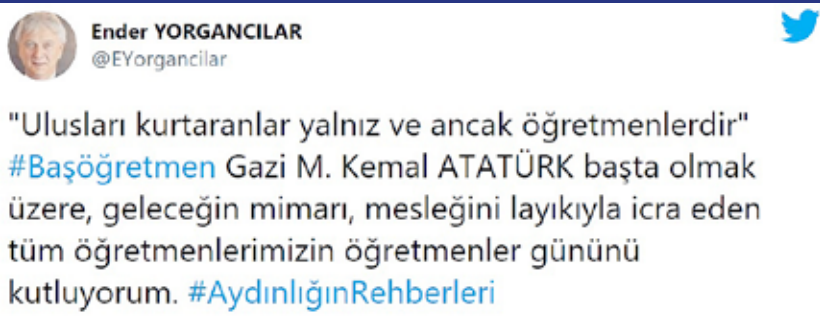 Ender YORGANCILAR
@EYorgancilar
"Ulusları kurtaranlar yalnız ve ancak öğretmenlerdir"
#Başöğretmen Gazi M. Kemal ATATÜRK başta olmak
üzere, geleceğin mimarı, mesleğini layıkıyla icra eden
tüm öğretmenlerimizin öğretmenler gününü
kutluyorum. #AydınlığınRehberleri